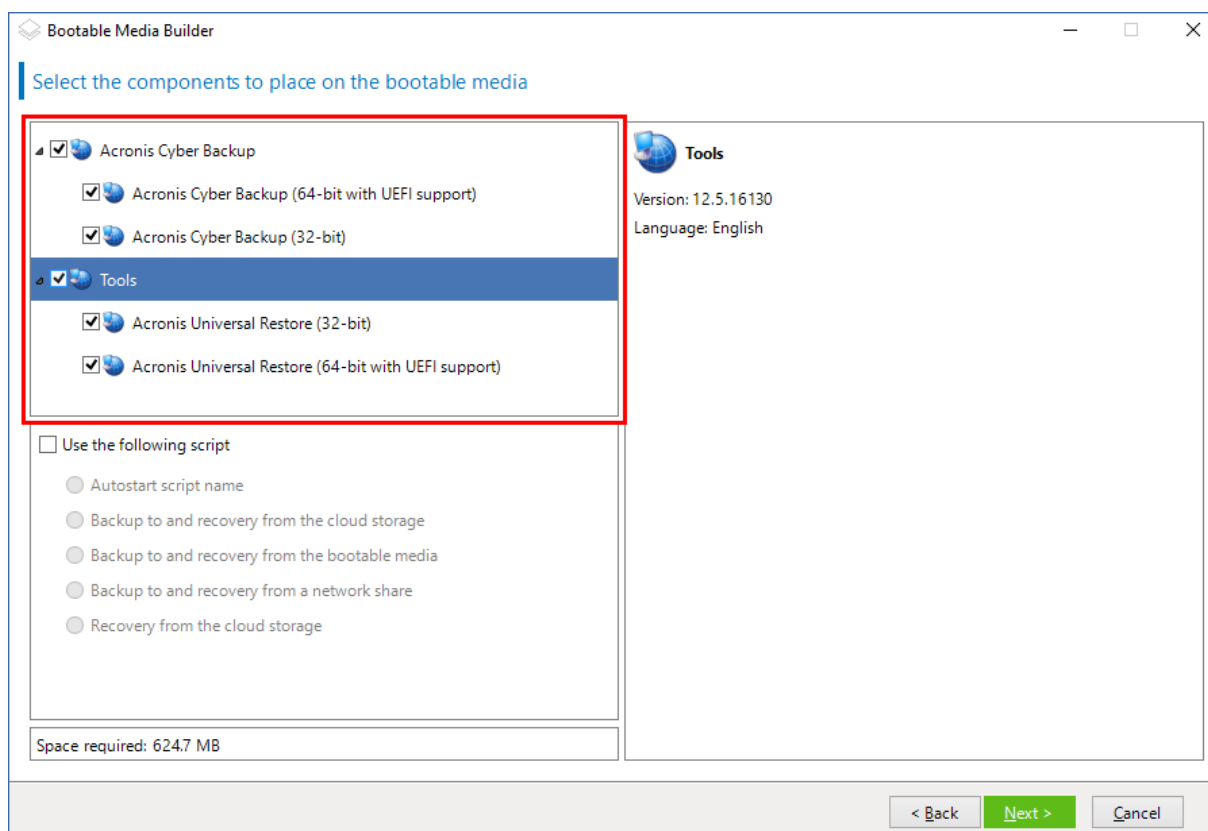 Bootable Media Builder
Select the components to place on the bootable media
Acronis Cyber Backup
Acronis Cyber Backup (64-bit with UEFI support)
Acronis Cyber Backup (32-bit)
Tools
Acronis Universal Restore (32-bit)
Acronis Universal Restore (64-bit with UEFI support)
Use the following script
Autostart script name
Backup to and recovery from the cloud storage
Backup to and recovery from the bootable media
Backup to and recovery from a network share
Recovery from the cloud storage
Space required: 624.7 MB
Tools
Version: 12.5.16130
Language: English
< Back
Next >
Cancel